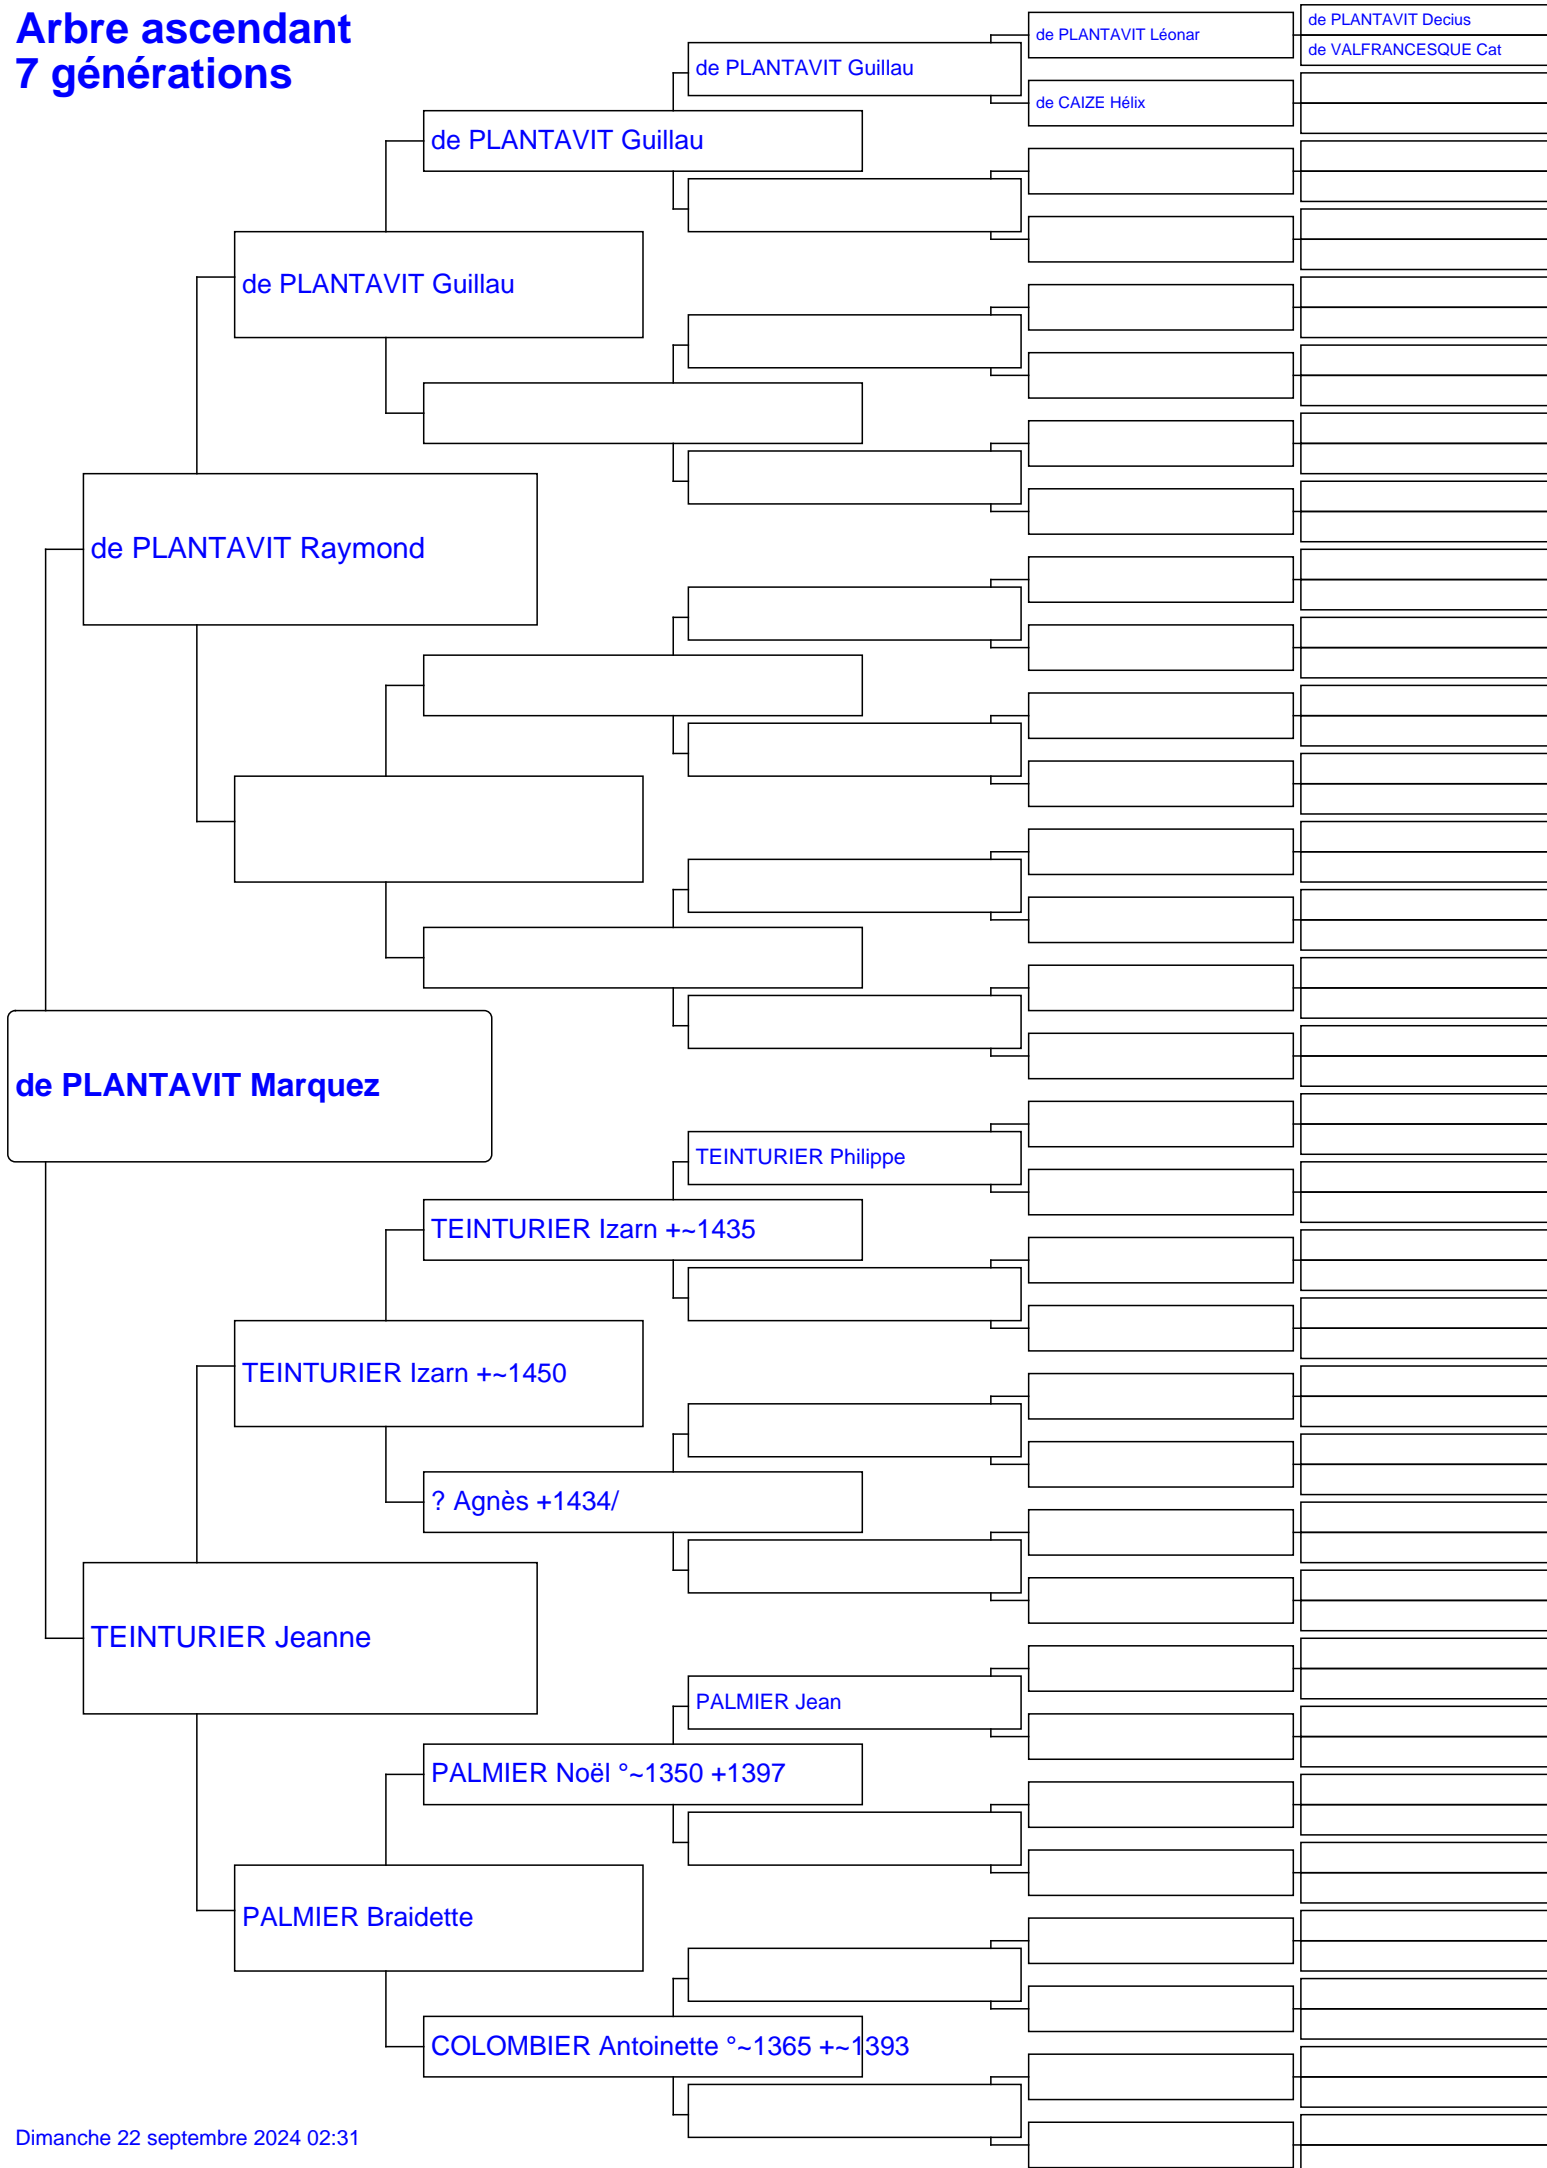 Arbre ascendant
7 générations
de PLANTAVIT Decius
de PLANTAVIT Léonar
de VALFRANCESQUE Cat
de PLANTAVIT Guillau
de CAIZE Hélix
de PLANTAVIT Guillau
de PLANTAVIT Guillau
de PLANTAVIT Raymond
de PLANTAVIT Marquez
TEINTURIER Philippe
TEINTURIER Izarn +~1435
TEINTURIER Izarn +~1450
? Agnès +1434/
TEINTURIER Jeanne
PALMIER Jean
PALMIER Noël °~1350 +1397
PALMIER Braidette
COLOMBIER Antoinette °~1365 +~1393
Dimanche 22 septembre 2024 02:31